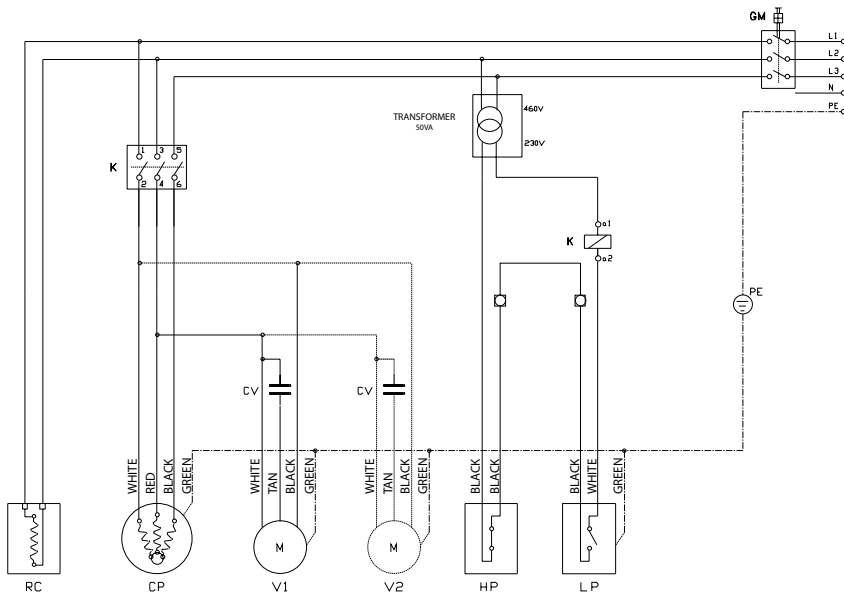 GM
L1
L2
L3
N
PE
TRANSFORMER
50VA
460V
230V
1 3 5
K
2 4 6
a1
K
a2
PE
CV
CV
WHITE
RED
BLACK
GREEN
WHITE
TAN
BLACK
GREEN
WHITE
TAN
BLACK
GREEN
BLACK
BLACK
BLACK
WHITE
GREEN
M
M
RC
CP
V1
V2
HP
LP